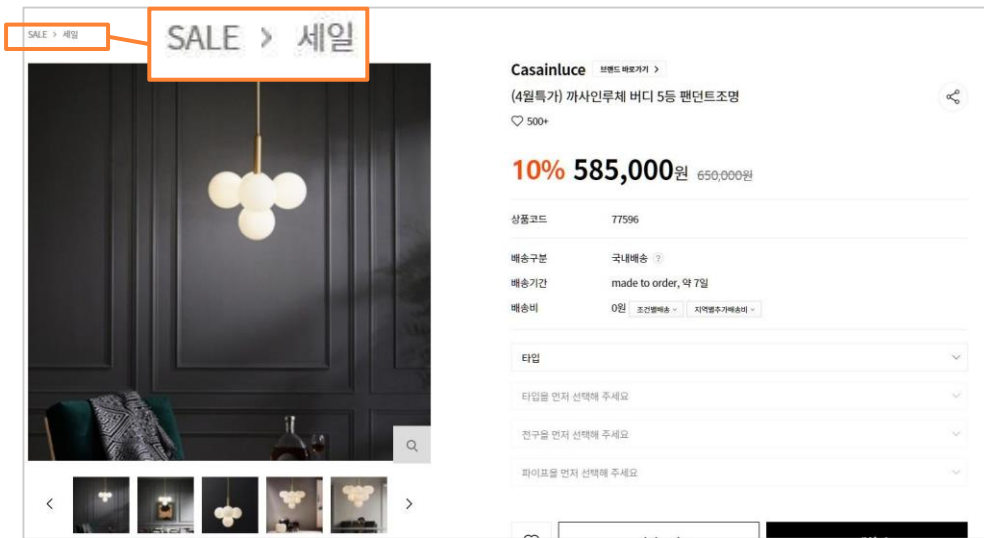 SALE > 세일
SALE > 세일
Casainluce 브랜드 바로가기 >
(4월특가) 까사인루체 버디 5등 팬던트조명
500+
10% 585,000원 650,000원
상품코드 77596
배송구분 국내배송 ?
배송기간 made to order, 약 7일
배송비 0원 조건별배송 지역별추가배송비
타입
타입을 먼저 선택해 주세요
전구을 먼저 선택해 주세요
파이프을 먼저 선택해 주세요